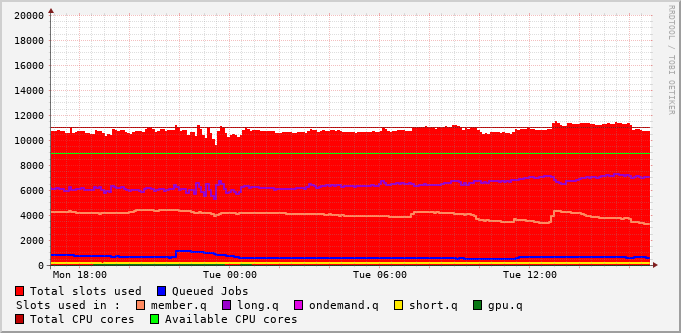 20000
18000
16000
14000
12000
10000
8000
6000
4000
2000
0
Mon 18:00 Tue 00:00 Tue 06:00 Tue 12:00
RRDTOOL / TOBI OETIKER
Total slots used Queued Jobs
Slots used in : member.q long.q ondemand.q short.q gpu.q
Total CPU cores Available CPU cores